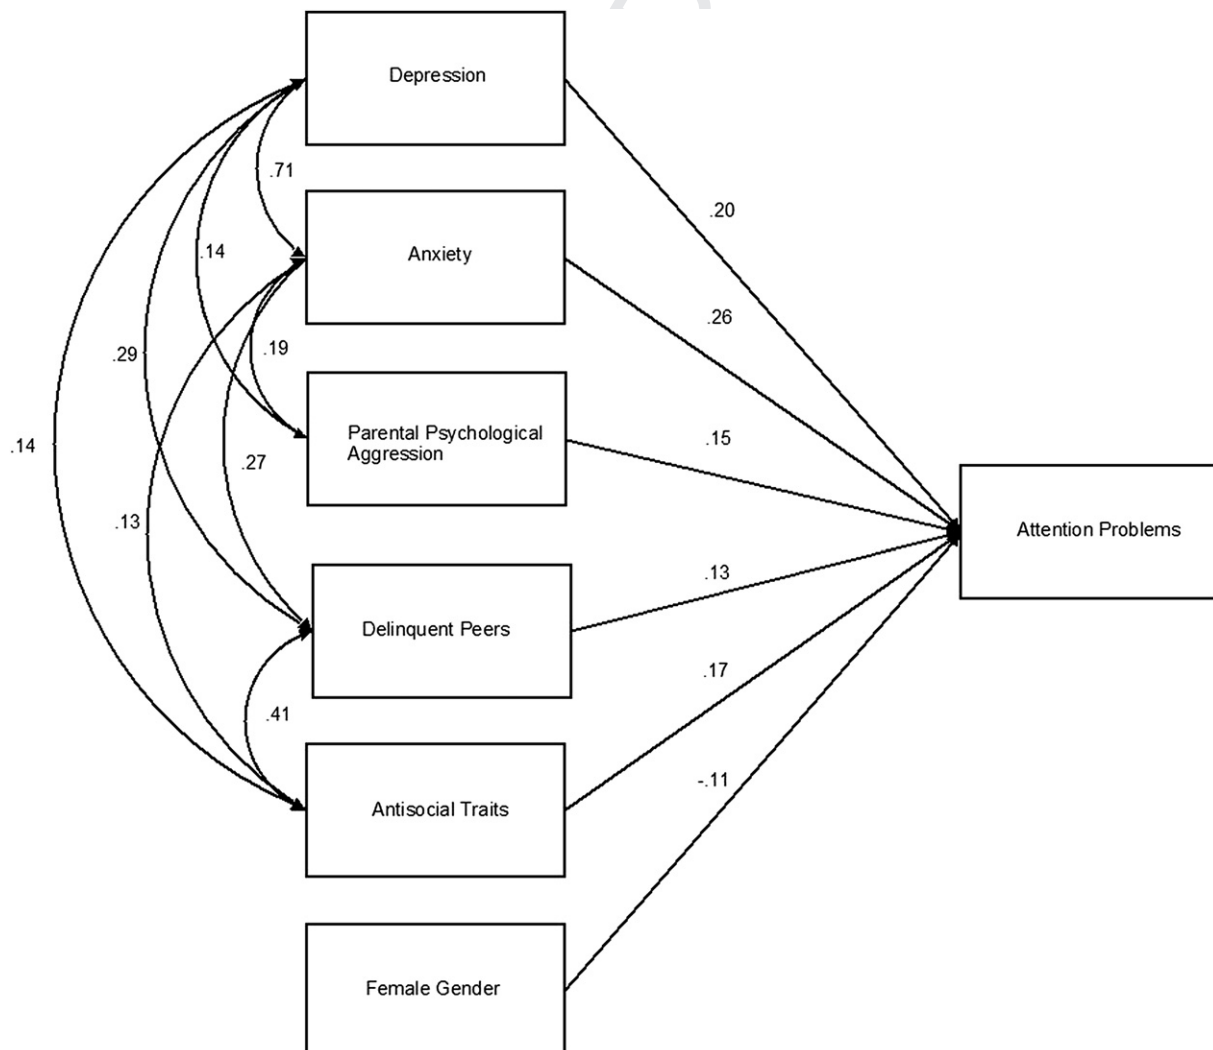 Depression
.71
.20
.14
Anxiety
.26
.19
.29
Parental Psychological
Aggression
.15
.14
.27
.13
Attention Problems
.13
Delinquent Peers
.17
.41
-.11
Antisocial Traits
Female Gender